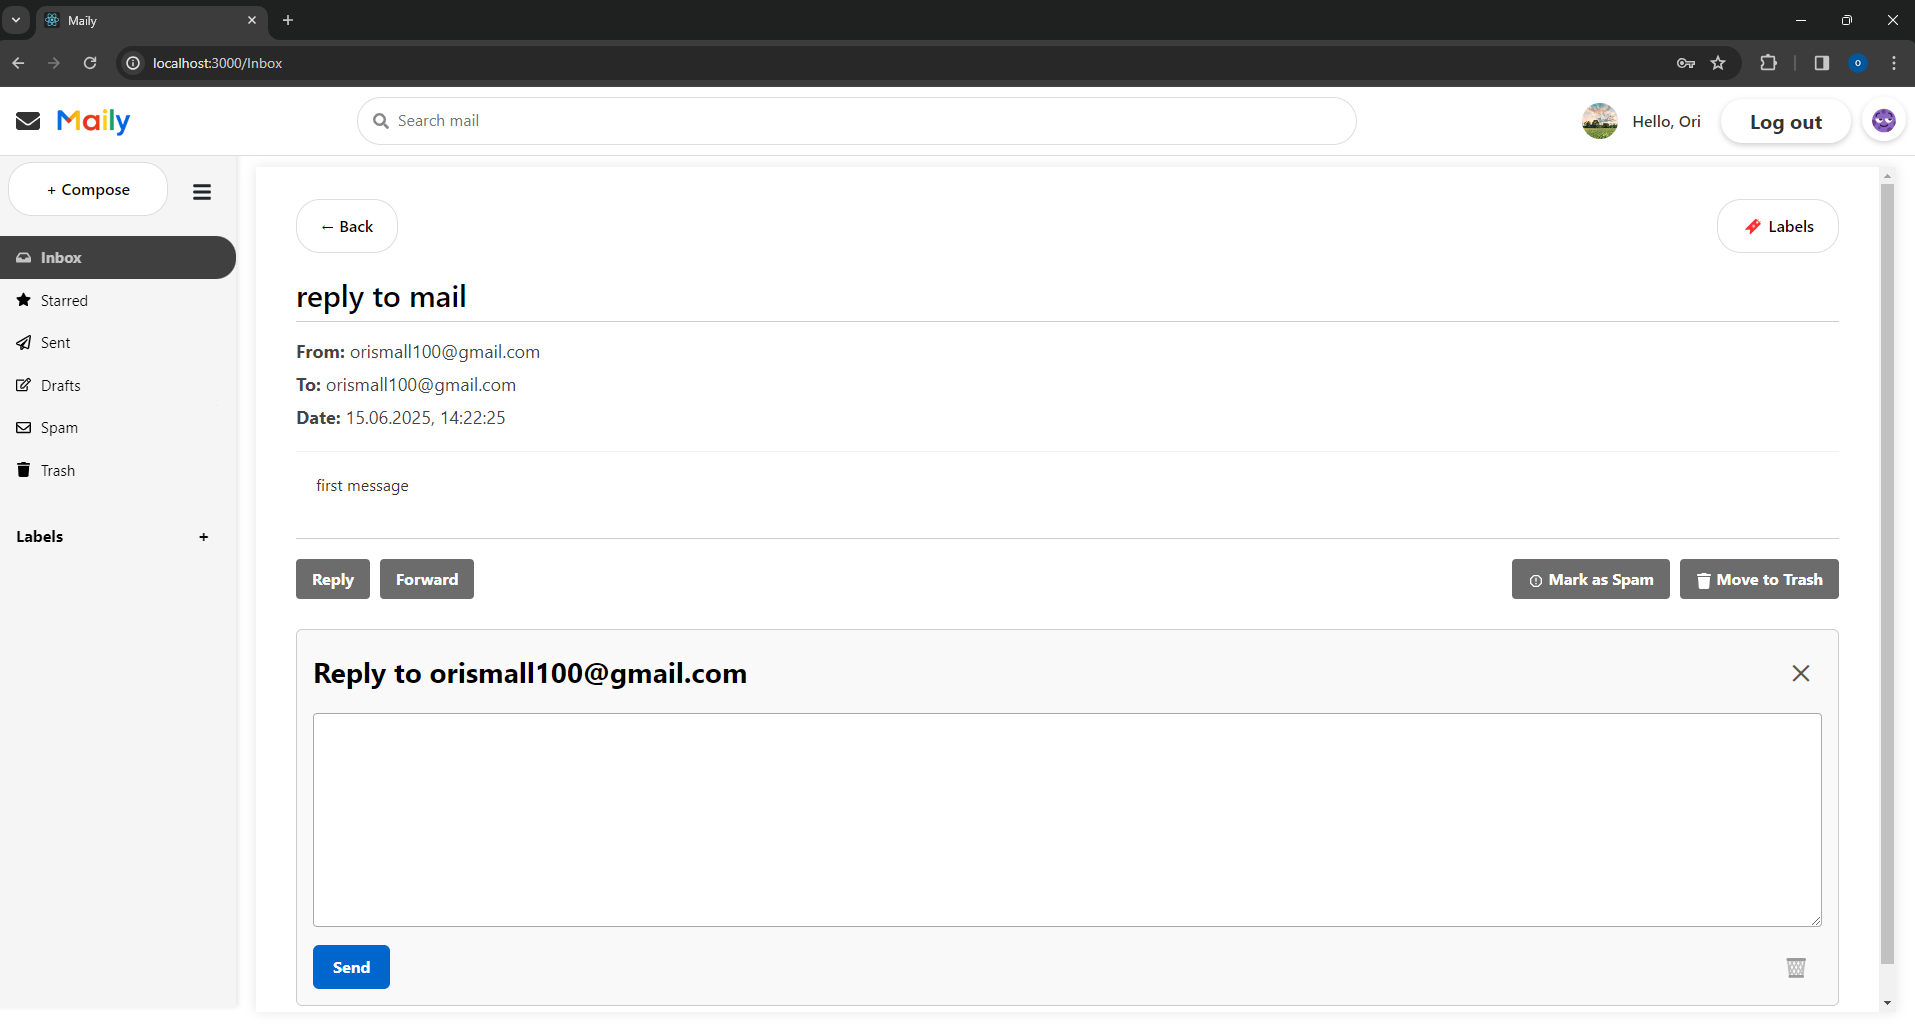 Maily
localhost:3000/Inbox
o
Maily
Search mail
Hello, Ori
Log out
+ Compose
Inbox
Starred
Sent
Drafts
Spam
Trash
Labels +
← Back
Labels
reply to mail
From: orismall100@gmail.com
To: orismall100@gmail.com
Date: 15.06.2025, 14:22:25
first message
Reply
Forward
Mark as Spam
Move to Trash
Reply to orismall100@gmail.com
Send